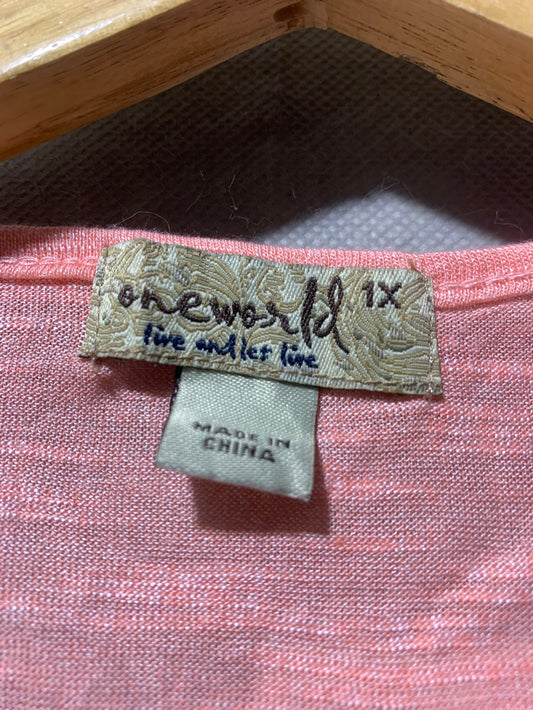 oneworld 1X
live and let live
MADE IN
CHINA